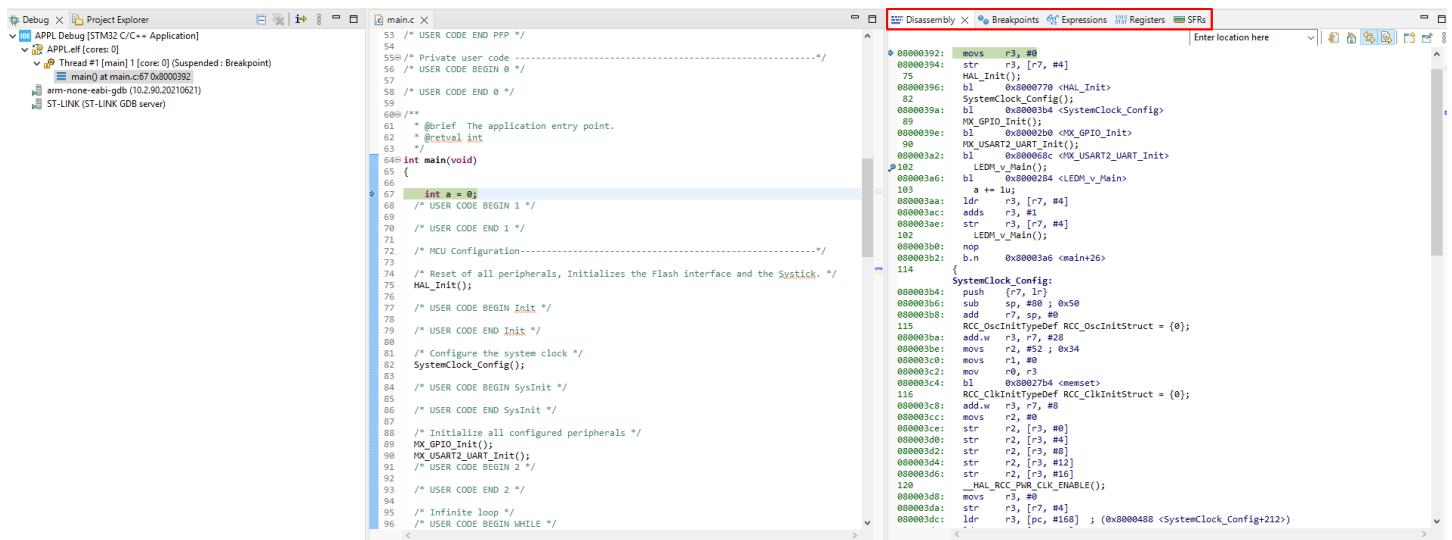 Debug
Project Explorer
APPL Debug [STM32 C/C++ Application]
APPL.elf [cores: 0]
Thread #1 [main] 1 [core: 0] (Suspended : Breakpoint)
main() at main.c:67 0x8000392
arm-none-eabi-gdb (10.2.90.20210621)
ST-LINK (ST-LINK GDB server)
main.c
53 /* USER CODE END PFP */
54
55 /* Private user code ---------------------------------------------------------*/
56 /* USER CODE BEGIN 0 */
57
58 /* USER CODE END 0 */
59
60 /**
61 * @brief The application entry point.
62 * @retval int
63 */
64 int main(void)
65 {
66
67 int a = 0;
68 /* USER CODE BEGIN 1 */
69
70 /* USER CODE END 1 */
71
72 /* MCU Configuration--------------------------------------------------------*/
73
74 /* Reset of all peripherals, Initializes the Flash interface and the Systick. */
75 HAL_Init();
76
77 /* USER CODE BEGIN Init */
78
79 /* USER CODE END Init */
80
81 /* Configure the system clock */
82 SystemClock_Config();
83
84 /* USER CODE BEGIN SysInit */
85
86 /* USER CODE END SysInit */
87
88 /* Initialize all configured peripherals */
89 MX_GPIO_Init();
90 MX_USART2_UART_Init();
91 /* USER CODE BEGIN 2 */
92
93 /* USER CODE END 2 */
94
95 /* Infinite loop */
96 /* USER CODE BEGIN WHILE */
Disassembly
Breakpoints
Expressions
Registers
SFRs
Enter location here
08000392: movs r3, #0
08000394: str r3, [r7, #4]
75 HAL_Init();
08000396: bl 0x8000770 <HAL_Init>
82 SystemClock_Config();
0800039a: bl 0x80003b4 <SystemClock_Config>
89 MX_GPIO_Init();
0800039e: bl 0x80002b0 <MX_GPIO_Init>
90 MX_USART2_UART_Init();
080003a2: bl 0x800068c <MX_USART2_UART_Init>
102 LEDM_v_Main();
080003a6: bl 0x8000284 <LEDM_v_Main>
103 a += 1u;
080003aa: ldr r3, [r7, #4]
080003ac: adds r3, #1
080003ae: str r3, [r7, #4]
102 LEDM_v_Main();
080003b0: nop
080003b2: b.n 0x80003a6 <main+26>
114 {
SystemClock_Config:
080003b4: push {r7, lr}
080003b6: sub sp, #80 ; 0x50
080003b8: add r7, sp, #0
115 RCC_OscInitTypeDef RCC_OscInitStruct = {0};
080003ba: add.w r3, r7, #28
080003be: movs r2, #52 ; 0x34
080003c0: movs r1, #0
080003c2: mov r0, r3
080003c4: bl 0x80027b4 <memset>
116 RCC_ClkInitTypeDef RCC_ClkInitStruct = {0};
080003c8: add.w r3, r7, #8
080003cc: movs r2, #0
080003ce: str r2, [r3, #0]
080003d0: str r2, [r3, #4]
080003d2: str r2, [r3, #8]
080003d4: str r2, [r3, #12]
080003d6: str r2, [r3, #16]
120 __HAL_RCC_PWR_CLK_ENABLE();
080003d8: movs r3, #0
080003da: str r3, [r7, #4]
080003dc: ldr r3, [pc, #168] ; (0x8000488 <SystemClock_Config+212>)